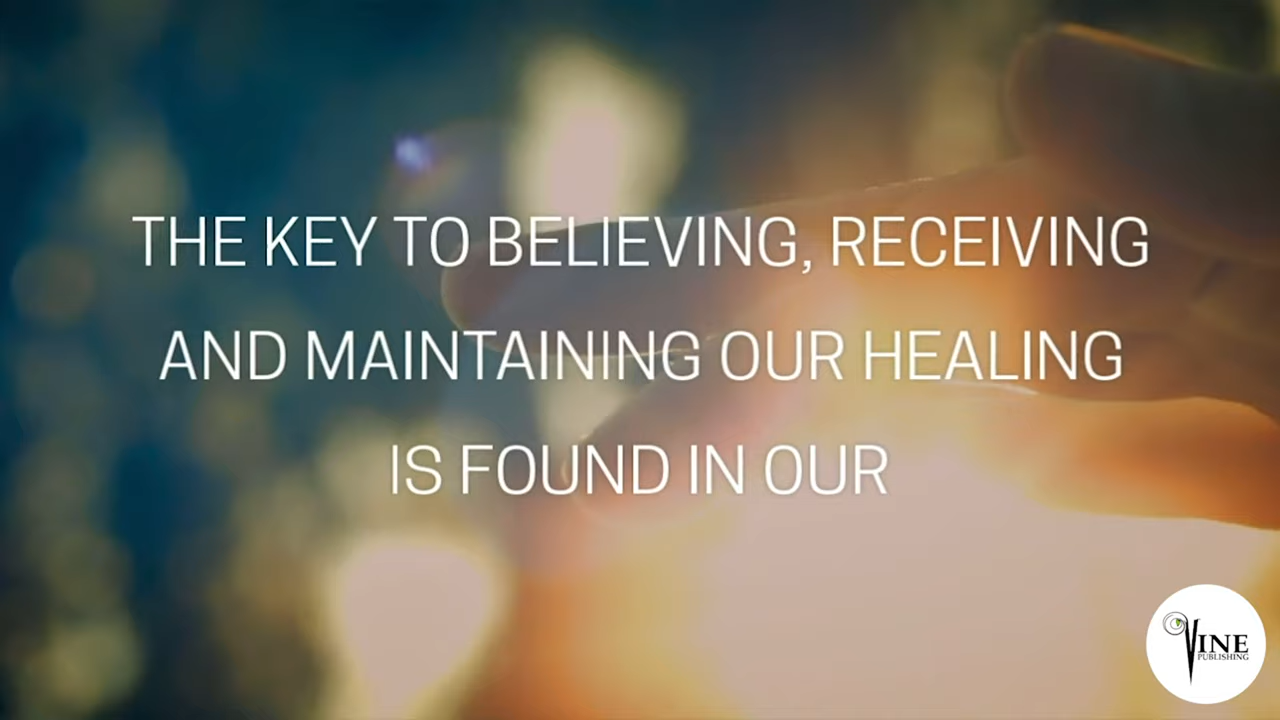 THE KEY TO BELIEVING, RECEIVING
AND MAINTAINING OUR HEALING
IS FOUND IN OUR
VINE
PUBLISHING